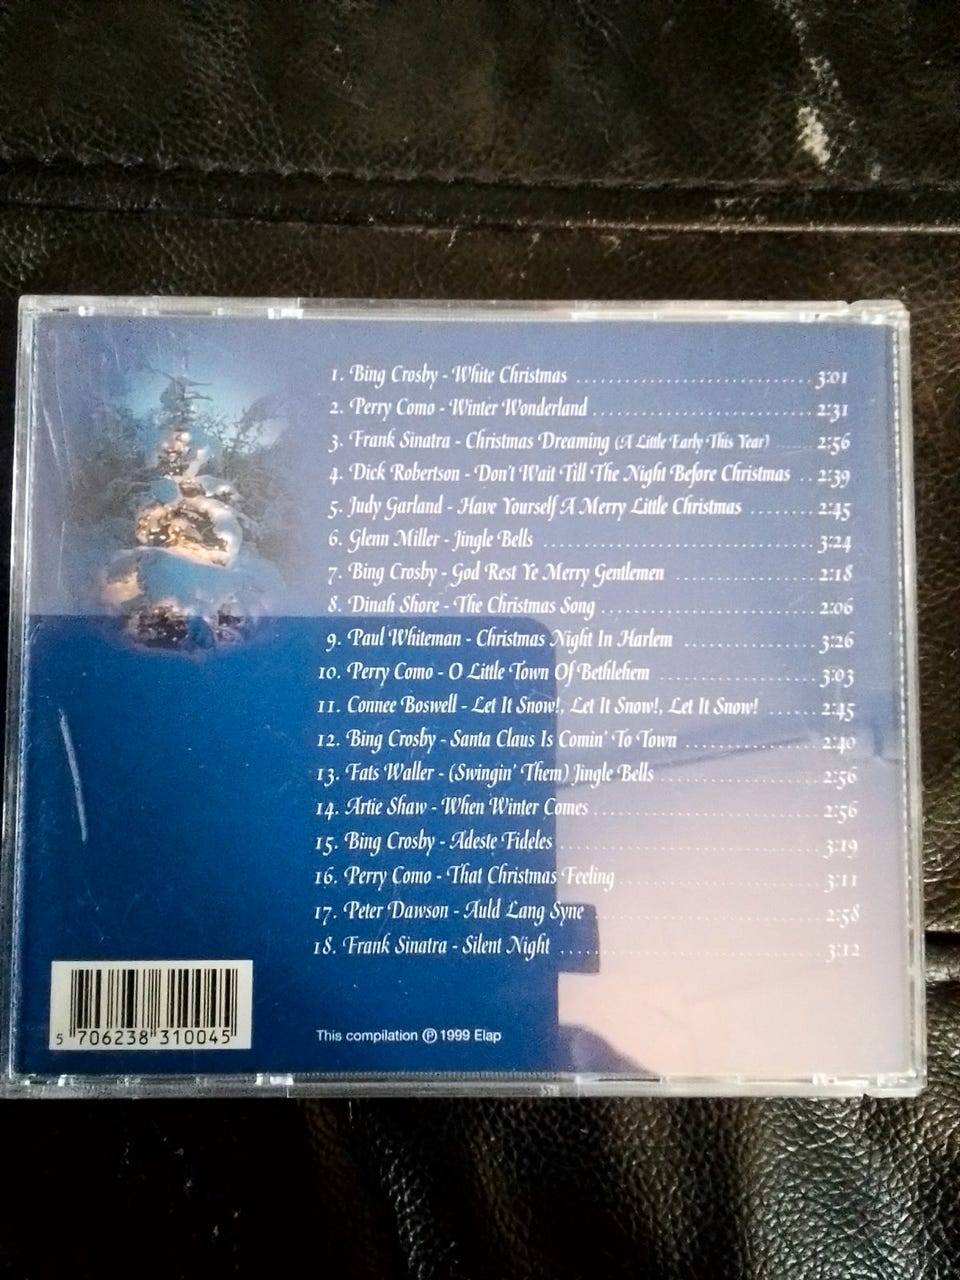 1. Bing Crosby - White Christmas ........................................ 3:01
2. Perry Como - Winter Wonderland ..................................... 2:31
3. Frank Sinatra - Christmas Dreaming (A Little Early This Year) ...... 2:56
4. Dick Robertson - Don't Wait Till The Night Before Christmas .. 2:39
5. Judy Garland - Have Yourself A Merry Little Christmas .......... 2:45
6. Glenn Miller - Jingle Bells ............................................. 3:24
7. Bing Crosby - God Rest Ye Merry Gentlemen ....................... 2:18
8. Dinah Shore - The Christmas Song .................................... 2:06
9. Paul Whiteman - Christmas Night In Harlem ...................... 3:26
10. Perry Como - O Little Town Of Bethlehem .......................... 3:03
11. Connee Boswell - Let It Snow!, Let It Snow!, Let It Snow! ....... 2:45
12. Bing Crosby - Santa Claus Is Comin' To Town ..................... 2:40
13. Fats Waller - (Swingin' Them) Jingle Bells ......................... 2:56
14. Artie Shaw - When Winter Comes ..................................... 2:56
15. Bing Crosby - Adeste Fideles ........................................... 3:19
16. Perry Como - That Christmas Feeling ................................. 3:11
17. Peter Dawson - Auld Lang Syne ....................................... 2:58
18. Frank Sinatra - Silent Night ........................................... 3:12
5 706238 310045
This compilation ℗ 1999 Elap